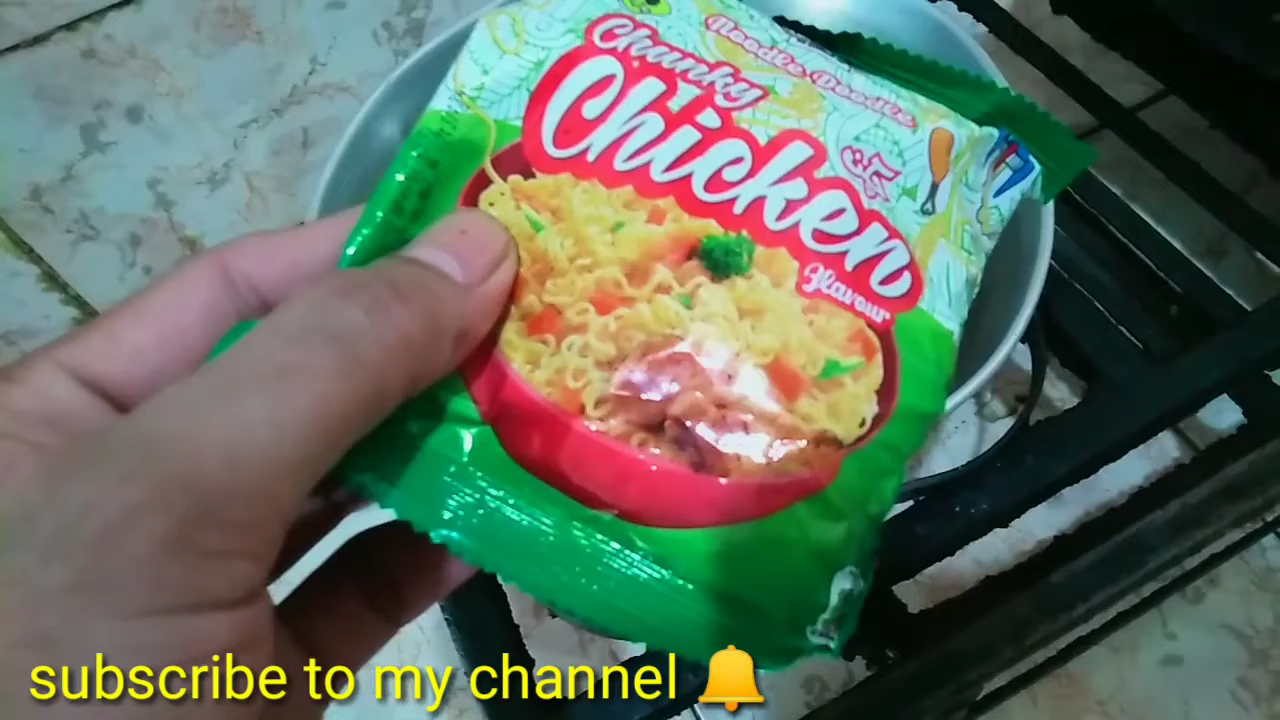 Noodle Doodle
Chunky
Chicken
Flavour
subscribe to my channel 🔔